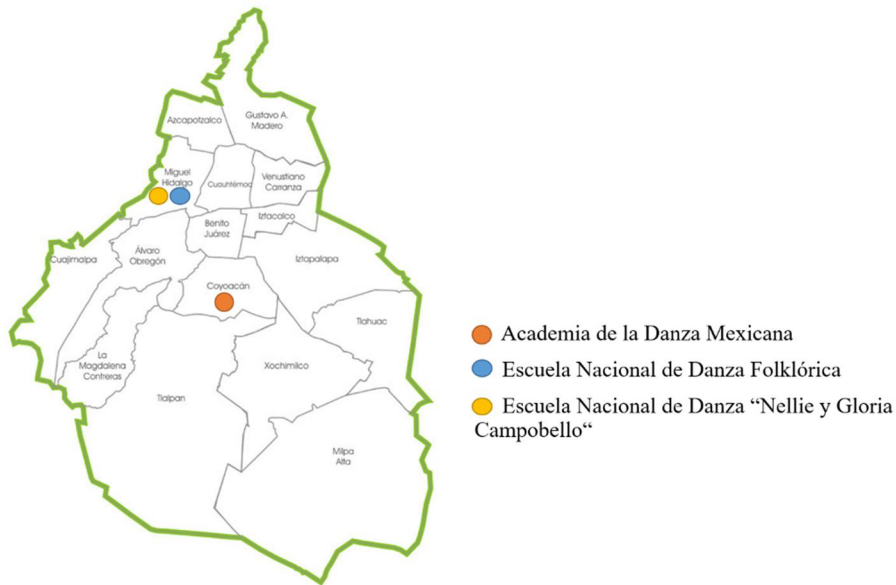 Azcapotzalco
Gustavo A.
Madero
Miguel
Hidalgo
Cuauhtémoc
Venustiano
Carranza
Iztacalco
Benito
Juárez
Cuajimalpa
Álvaro
Obregón
Iztapalapa
Coyoacán
Tlahuac
La
Magdalena
Contreras
Xochimilco
Tlalpan
Milpa
Alta
Academia de la Danza Mexicana
Escuela Nacional de Danza Folklórica
Escuela Nacional de Danza “Nellie y Gloria
Campobello“